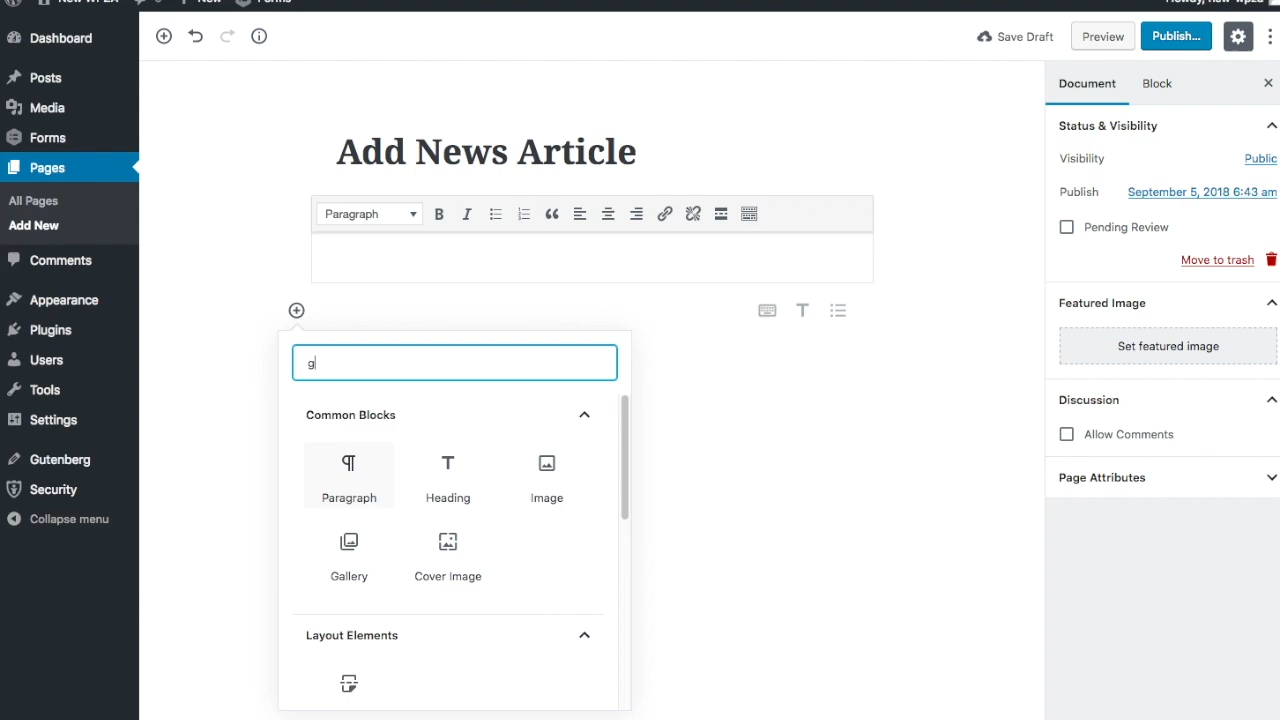 New
Dashboard
Save Draft
Preview
Publish...
Posts
Media
Forms
Pages
All Pages
Add New
Comments
Appearance
Plugins
Users
Tools
Settings
Gutenberg
Security
Collapse menu
Add News Article
Paragraph
B I
g
Common Blocks
Paragraph
Heading
Image
Gallery
Cover Image
Layout Elements
Document
Block
Status & Visibility
Visibility
Public
Publish
September 5, 2018 6:43 am
Pending Review
Move to trash
Featured Image
Set featured image
Discussion
Allow Comments
Page Attributes